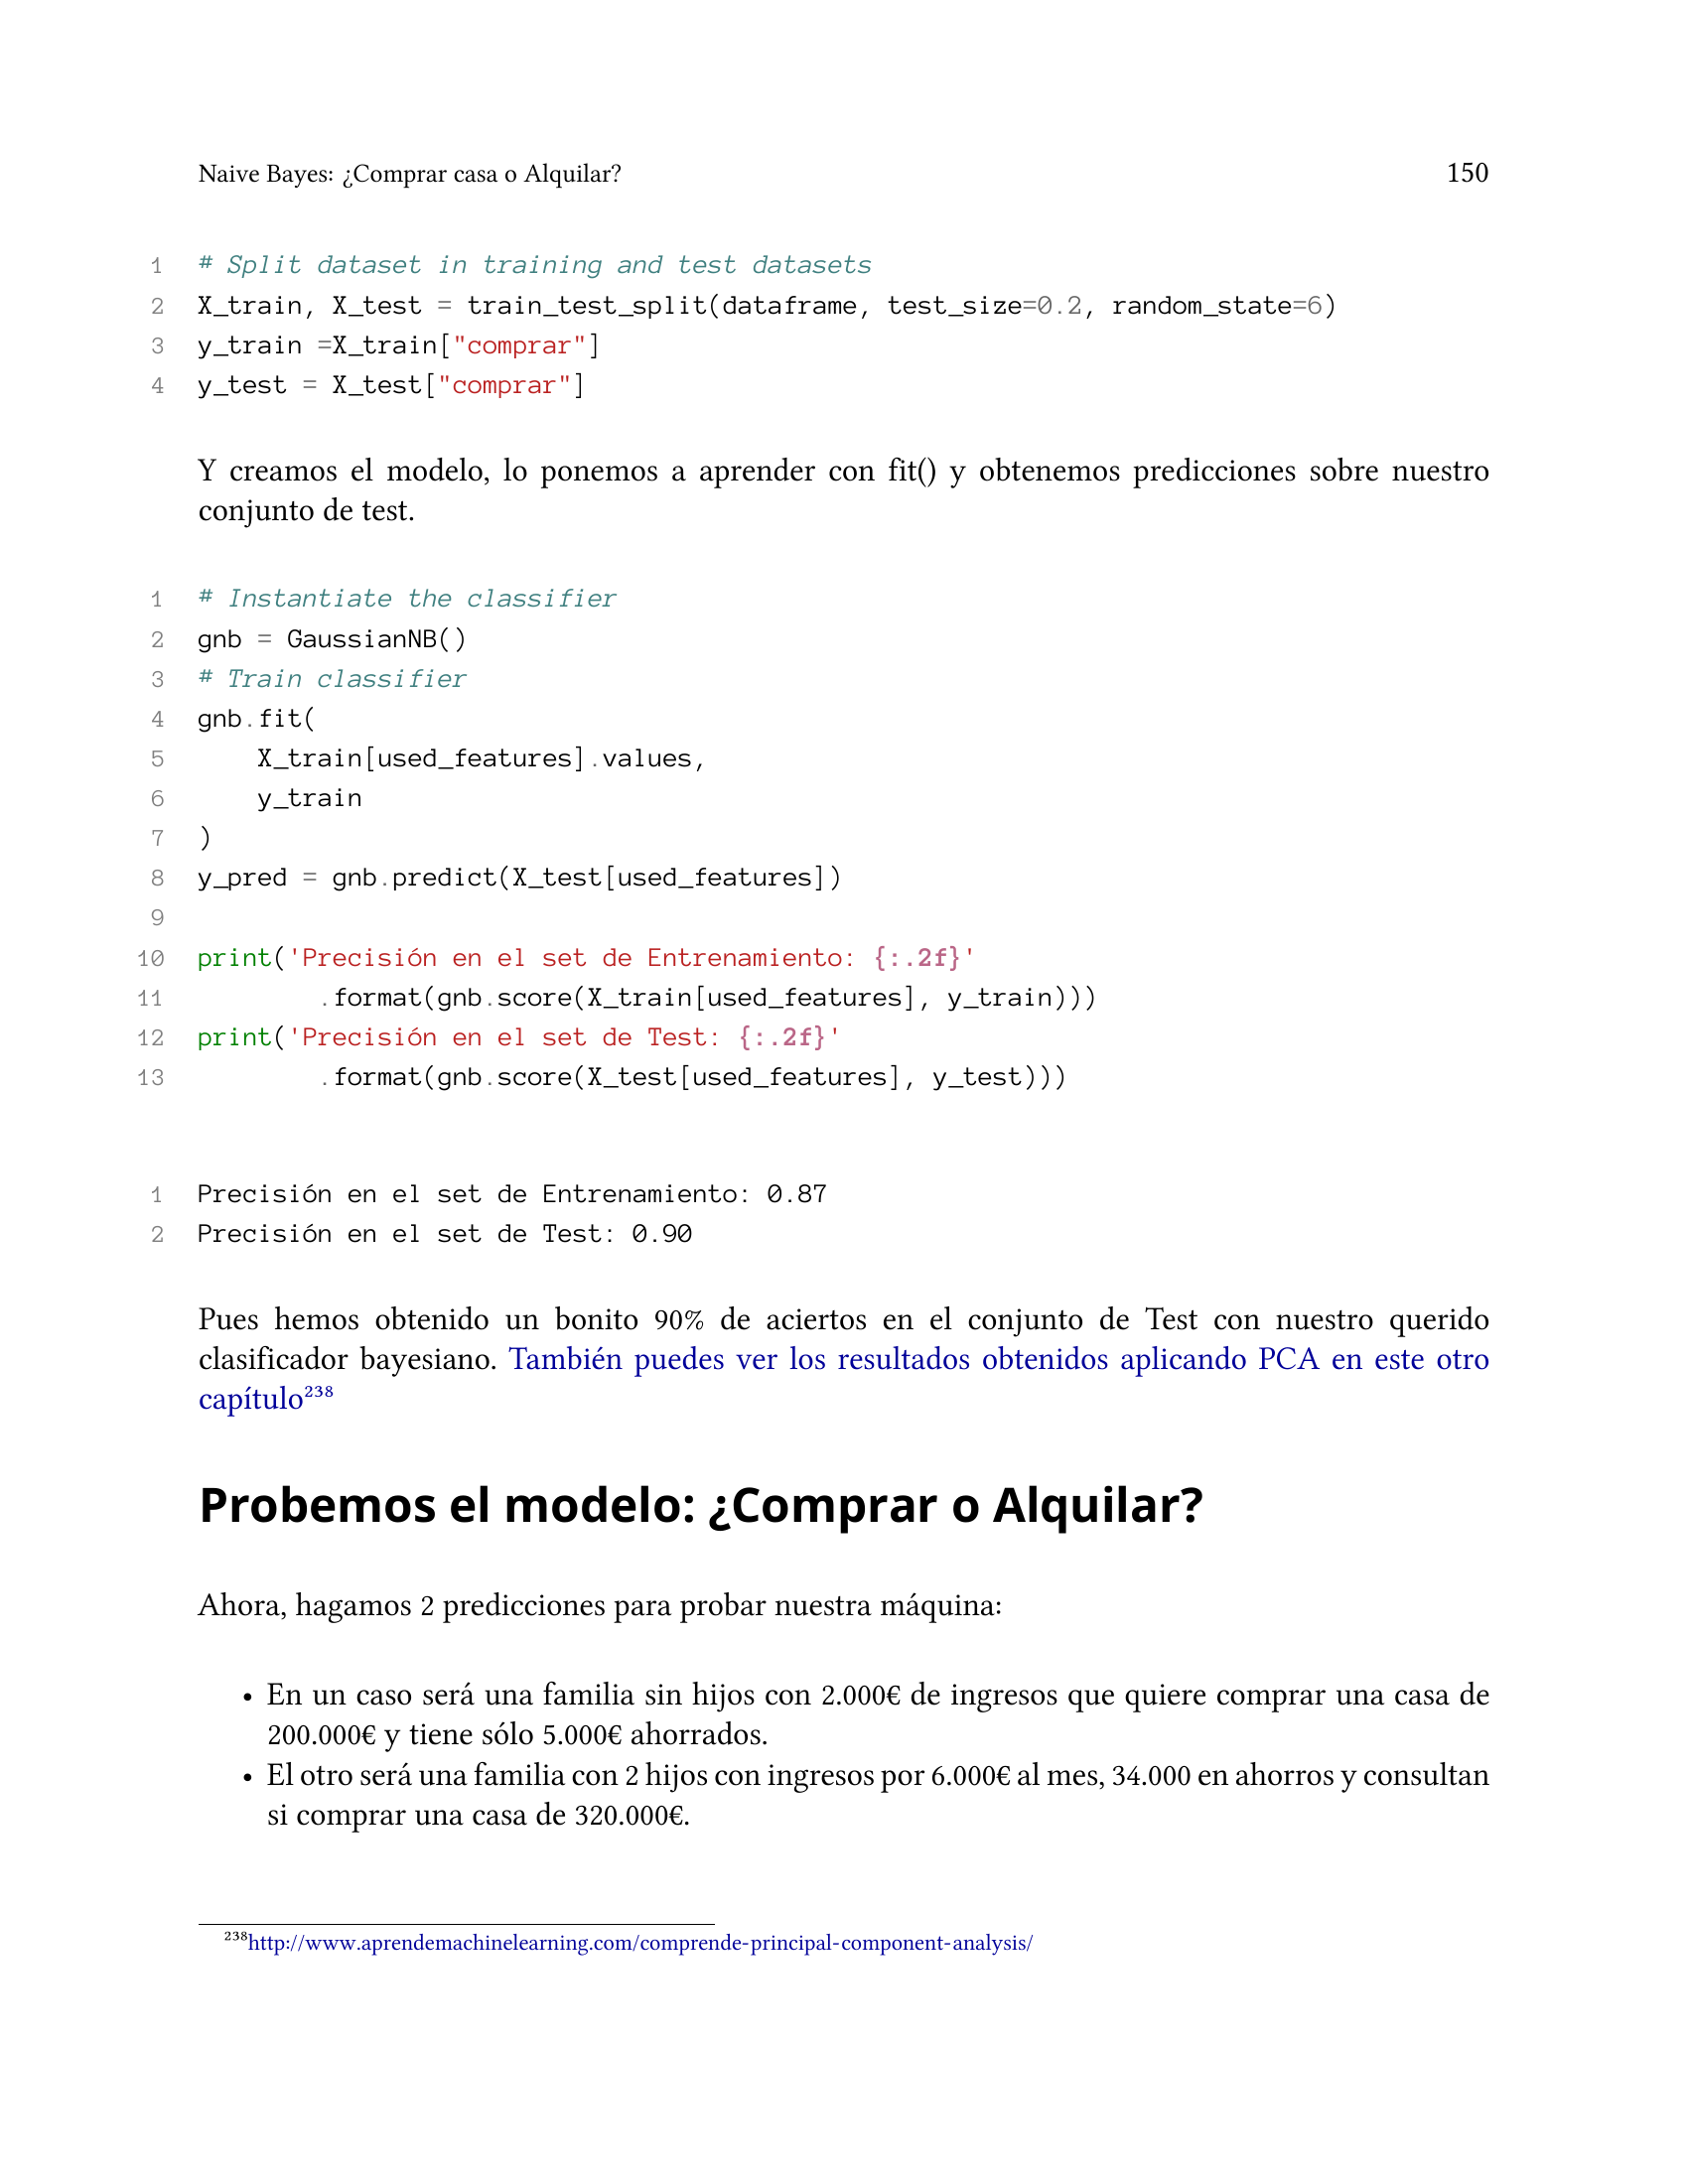 Naive Bayes: ¿Comprar casa o Alquilar? 150
1 # Split dataset in training and test datasets
2 X_train, X_test = train_test_split(dataframe, test_size=0.2, random_state=6)
3 y_train =X_train["comprar"]
4 y_test = X_test["comprar"]
Y creamos el modelo, lo ponemos a aprender con fit() y obtenemos predicciones sobre nuestro
conjunto de test.
1 # Instantiate the classifier
2 gnb = GaussianNB()
3 # Train classifier
4 gnb.fit(
5     X_train[used_features].values,
6     y_train
7 )
8 y_pred = gnb.predict(X_test[used_features])
9
10 print('Precisión en el set de Entrenamiento: {:.2f}'
11         .format(gnb.score(X_train[used_features], y_train)))
12 print('Precisión en el set de Test: {:.2f}'
13         .format(gnb.score(X_test[used_features], y_test)))
1 Precisión en el set de Entrenamiento: 0.87
2 Precisión en el set de Test: 0.90
Pues hemos obtenido un bonito 90% de aciertos en el conjunto de Test con nuestro querido
clasificador bayesiano. También puedes ver los resultados obtenidos aplicando PCA en este otro
capítulo²³⁸
Probemos el modelo: ¿Comprar o Alquilar?
Ahora, hagamos 2 predicciones para probar nuestra máquina:
• En un caso será una familia sin hijos con 2.000€ de ingresos que quiere comprar una casa de
200.000€ y tiene sólo 5.000€ ahorrados.
• El otro será una familia con 2 hijos con ingresos por 6.000€ al mes, 34.000 en ahorros y consultan
si comprar una casa de 320.000€.
²³⁸http://www.aprendemachinelearning.com/comprende-principal-component-analysis/